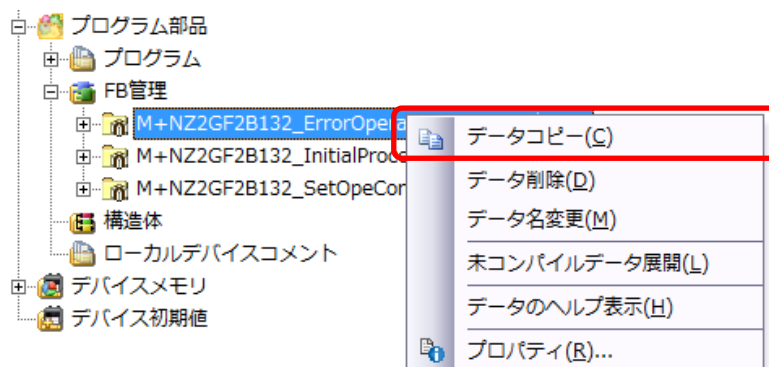 プログラム部品
プログラム
FB管理
M+NZ2GF2B132_ErrorOpera
M+NZ2GF2B132_InitialProce
M+NZ2GF2B132_SetOpeCon
構造体
ローカルデバイスコメント
デバイスメモリ
デバイス初期値
データコピー(C)
データ削除(D)
データ名変更(M)
未コンパイルデータ展開(L)
データのヘルプ表示(H)
プロパティ(R)...